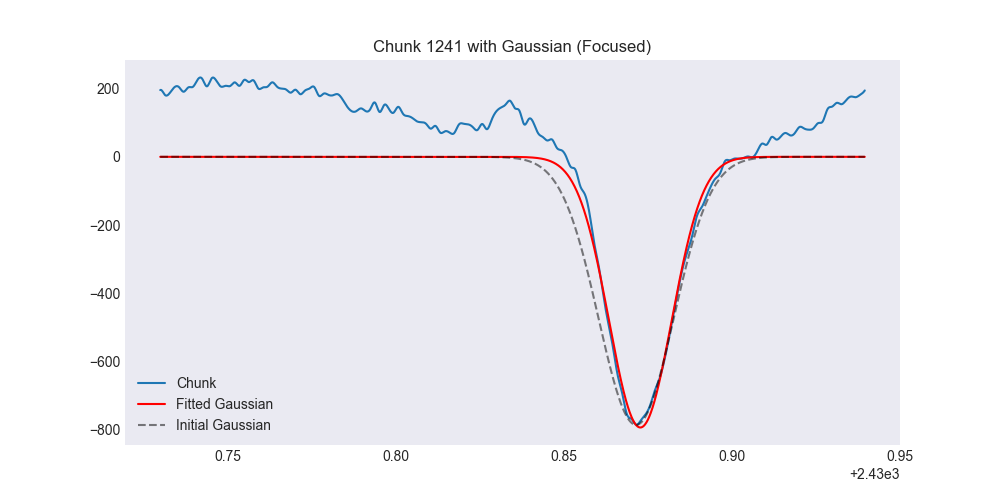 Chunk 1241 with Gaussian (Focused)
200
0
−200
−400
−600
−800
Chunk
Fitted Gaussian
Initial Gaussian
0.75 0.80 0.85 0.90 0.95
+2.43e3